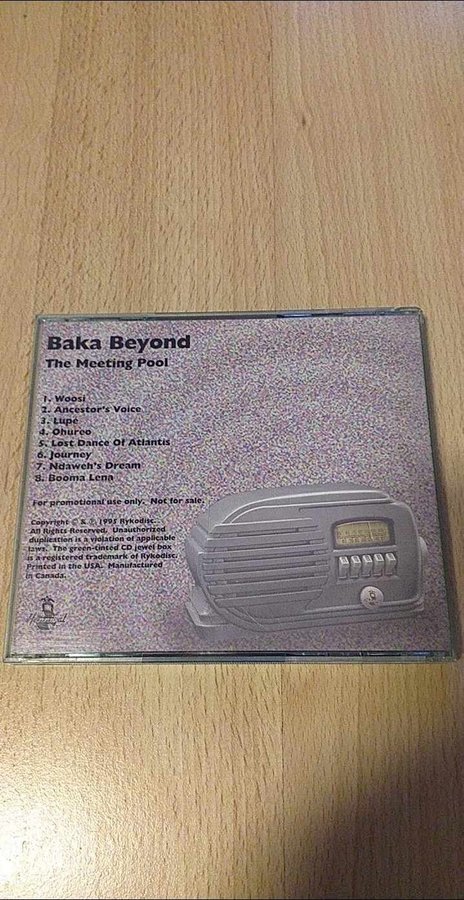 Baka Beyond
The Meeting Pool
1. Woosi
2. Ancestor's Voice
3. Lupe
4. Ohureo
5. Lost Dance Of Atlantis
6. Journey
7. Ndaweh's Dream
8. Booma Lena
For promotional use only. Not for sale.
Copyright © & ℗ 1995 Rykodisc.
All Rights Reserved. Unauthorized
duplication is a violation of applicable
laws. The green-tinted CD jewel box
is a registered trademark of Rykodisc.
Printed in the USA. Manufactured
in Canada.
Hannibal